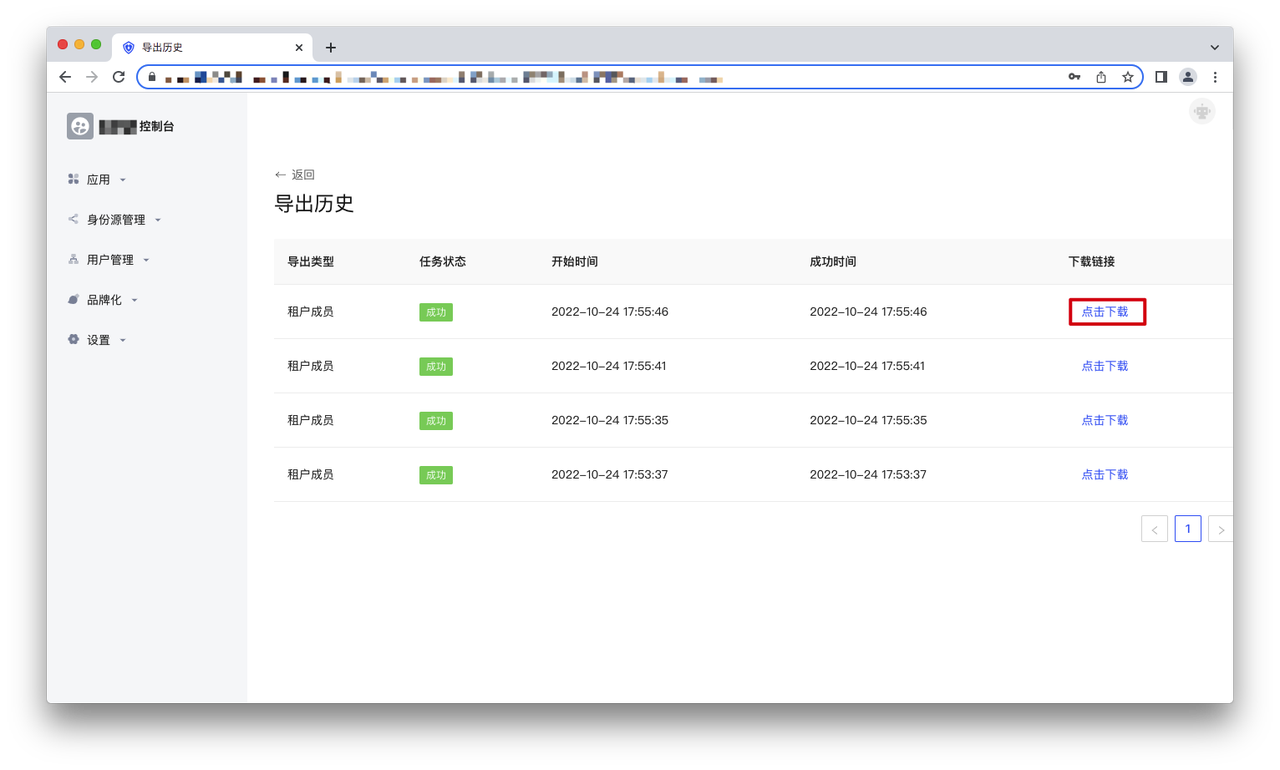 导出历史
控制台
应用
身份源管理
用户管理
品牌化
设置
← 返回
导出历史
导出类型 任务状态 开始时间 成功时间 下载链接
租户成员 成功 2022-10-24 17:55:46 2022-10-24 17:55:46 点击下载
租户成员 成功 2022-10-24 17:55:41 2022-10-24 17:55:41 点击下载
租户成员 成功 2022-10-24 17:55:35 2022-10-24 17:55:35 点击下载
租户成员 成功 2022-10-24 17:53:37 2022-10-24 17:53:37 点击下载
< 1 >